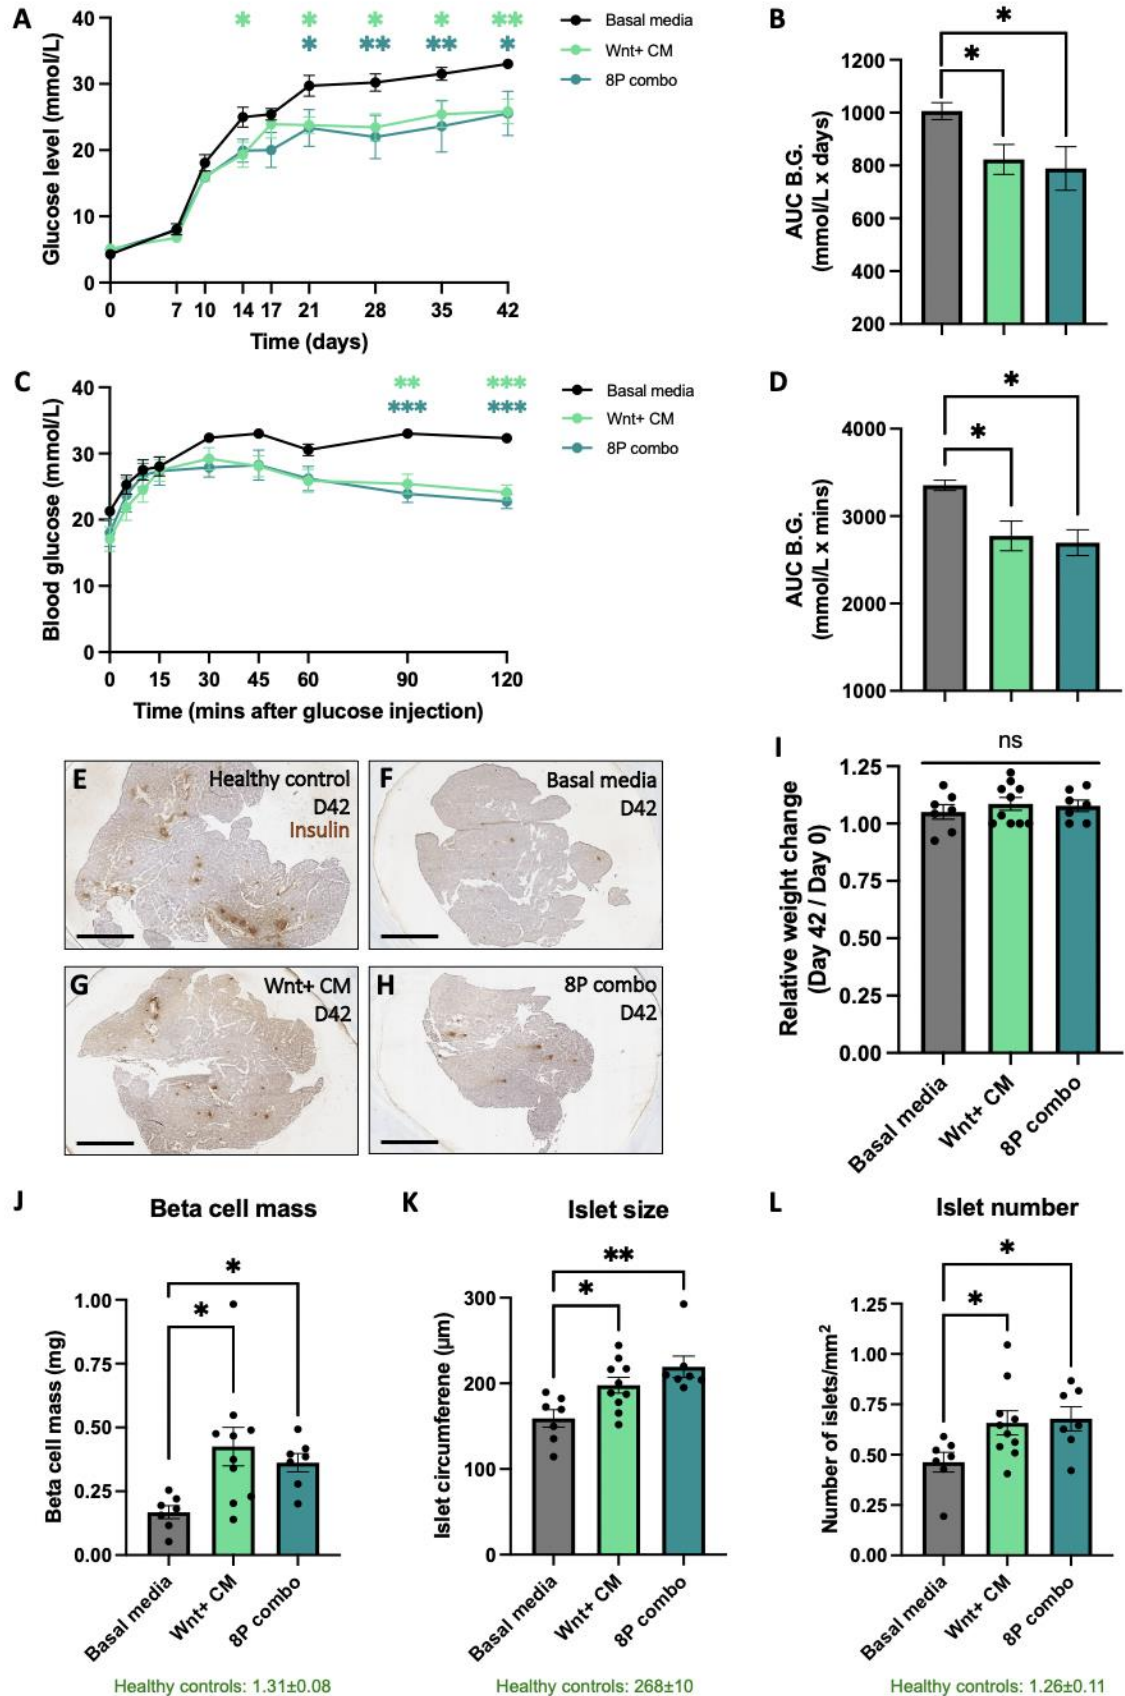 A
Glucose level (mmol/L)
40
30
20
10
0
* * * * **
* ** ** *
0 7 10 14 17 21 28 35 42
Time (days)
Basal media
Wnt+ CM
8P combo
B
AUC B.G.
(mmol/L x days)
1200
1000
800
600
400
200
*
*
C
Blood glucose (mmol/L)
40
30
20
10
0
** ***
*** ***
0 15 30 45 60 90 120
Time (mins after glucose injection)
Basal media
Wnt+ CM
8P combo
D
AUC B.G.
(mmol/L x mins)
4000
3000
2000
1000
*
*
E
Healthy control
D42
Insulin
F
Basal media
D42
G
Wnt+ CM
D42
H
8P combo
D42
I
ns
Relative weight change
(Day 42 / Day 0)
1.25
1.00
0.75
0.50
0.25
0.00
Basal media
Wnt+ CM
8P combo
J
Beta cell mass
Beta cell mass (mg)
1.00
0.75
0.50
0.25
0.00
*
*
Basal media
Wnt+ CM
8P combo
Healthy controls: 1.31±0.08
K
Islet size
Islet circumferene (µm)
300
200
100
0
**
*
Basal media
Wnt+ CM
8P combo
Healthy controls: 268±10
L
Islet number
Number of islets/mm²
1.25
1.00
0.75
0.50
0.25
0.00
*
*
Basal media
Wnt+ CM
8P combo
Healthy controls: 1.26±0.11